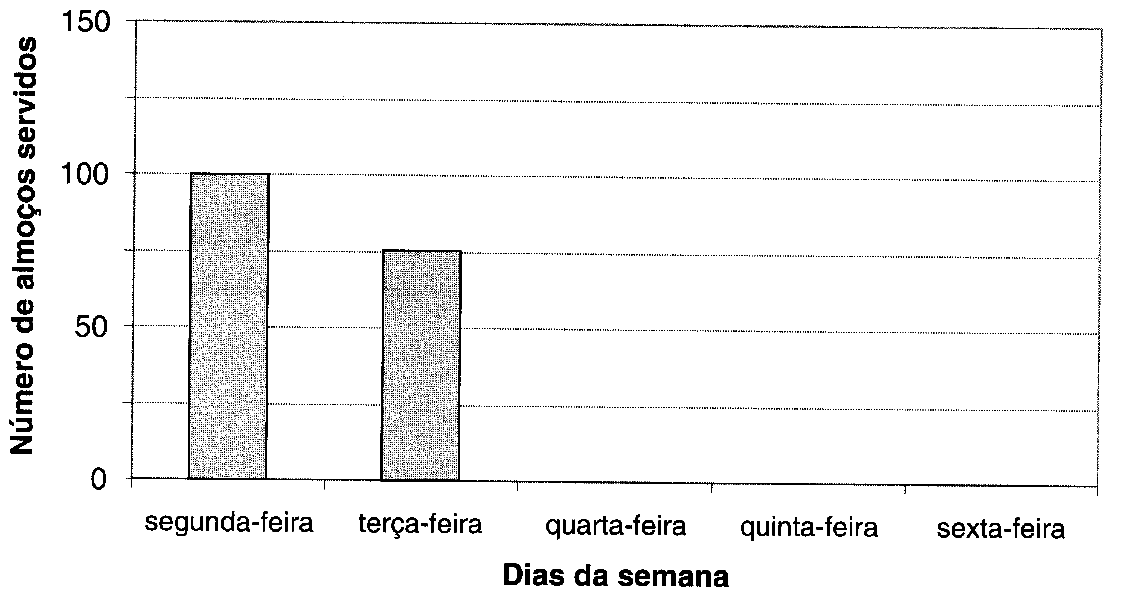 Número de almoços servidos
150
100
50
0
segunda-feira terça-feira quarta-feira quinta-feira sexta-feira
Dias da semana